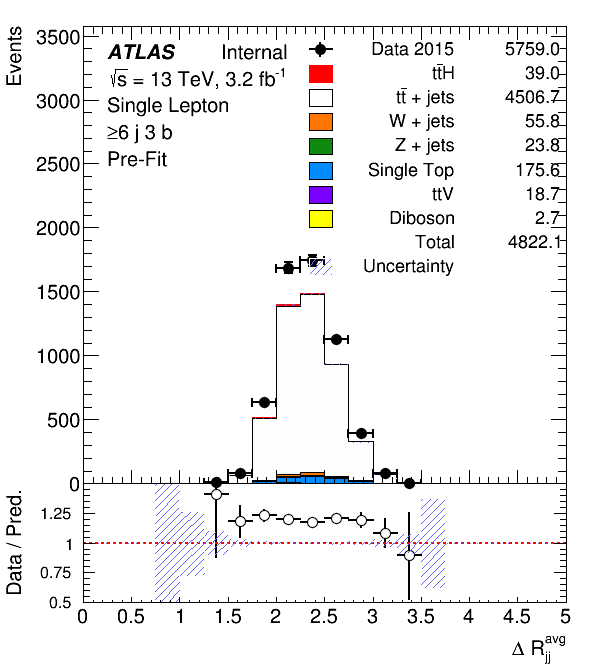 Events
3500
3000
2500
2000
1500
1000
500
0
ATLAS Internal
√s = 13 TeV, 3.2 fb⁻¹
Single Lepton
≥6 j 3 b
Pre-Fit
Data 2015 5759.0
tt̄H 39.0
tt̄ + jets 4506.7
W + jets 55.8
Z + jets 23.8
Single Top 175.6
ttV 18.7
Diboson 2.7
Total 4822.1
Uncertainty
Data / Pred.
1.25
1
0.75
0.5
0 0.5 1 1.5 2 2.5 3 3.5 4 4.5 5
Δ R_jj^avg